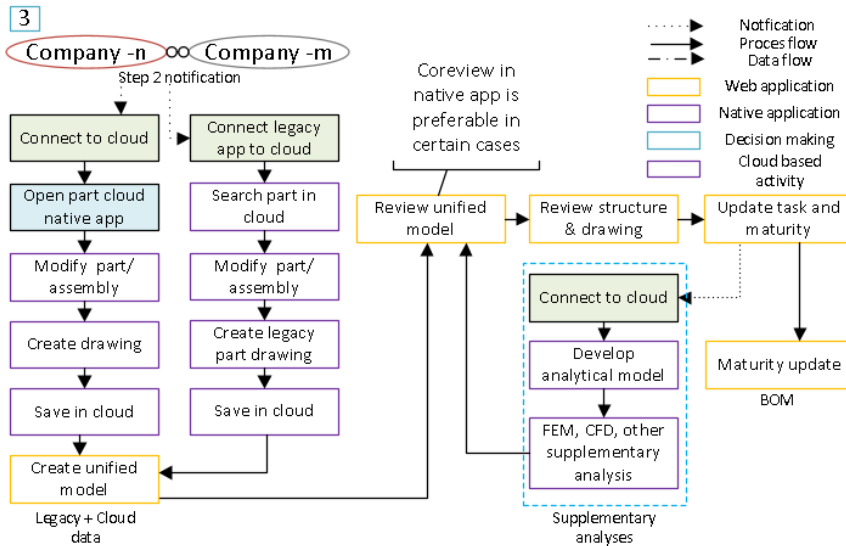 3
Company -n
Company -m
Step 2 notification
Connect to cloud
Open part cloud
native app
Modify part/
assembly
Create drawing
Save in cloud
Create unified
model
Legacy + Cloud
data
Connect legacy
app to cloud
Search part in
cloud
Modify part/
assembly
Create legacy
part drawing
Save in cloud
Coreview in
native app is
preferable in
certain cases
Review unified
model
Review structure
& drawing
Update task and
maturity
Connect to cloud
Develop
analytical model
FEM, CFD, other
supplementary
analysis
Supplementary
analyses
Maturity update
BOM
Notfication
Proces flow
Data flow
Web application
Native application
Decision making
Cloud based
activity